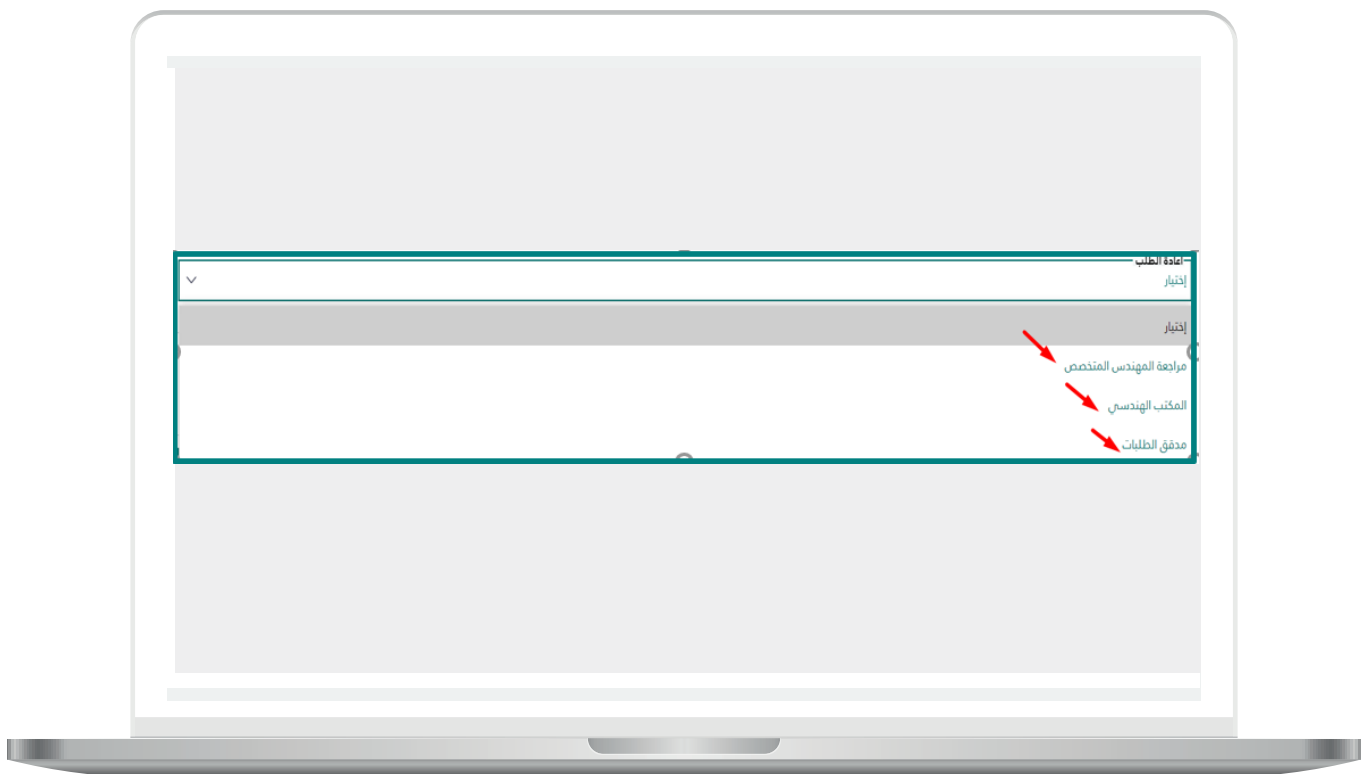 اعادة الطلب
إختيار
إختيار
مراجعة المهندس المتخصص
المكتب الهندسي
مدقق الطلبات